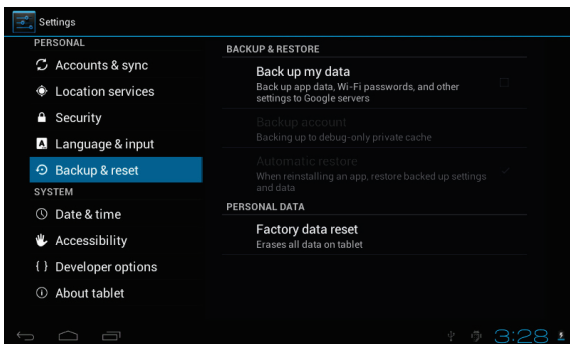 Settings
PERSONAL
Accounts & sync
Location services
Security
A
Language & input
Backup & reset
SYSTEM
Date & time
Accessibility
{ } Developer options
About tablet
BACKUP & RESTORE
Back up my data
Back up app data, Wi-Fi passwords, and other
settings to Google servers
Backup account
Backing up to debug-only private cache
Automatic restore
When reinstalling an app, restore backed up settings
and data
PERSONAL DATA
Factory data reset
Erases all data on tablet
3:28